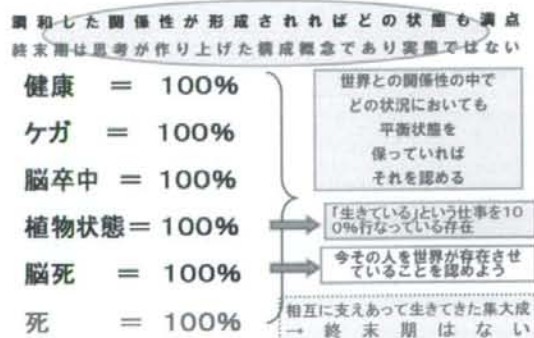 調和した関係性が形成されればどの状態も満点
終末期は思考が作り上げた構成概念であり実態ではない
健康 = 100%
ケガ = 100%
脳卒中 = 100%
植物状態= 100%
脳死 = 100%
死 = 100%
世界との関係性の中で
どの状況においても
平衡状態を
保っていれば
それを認める
「生きている」という仕事を10
0%行なっている存在
今その人を世界が存在させ
ていることを認めよう
相互に支えあって生きてきた集大成
→ 終末期はない